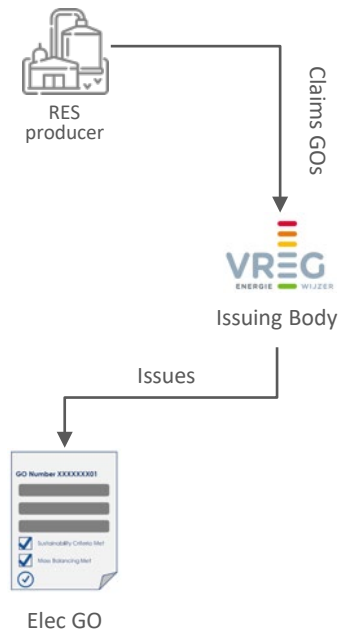 RES
producer
Claims GOs
VREG
ENERGIE WIJZER
Issuing Body
Issues
GO Number XXXXXXX01
Sustainability Criteria Met
Mass Balancing Met
Elec GO